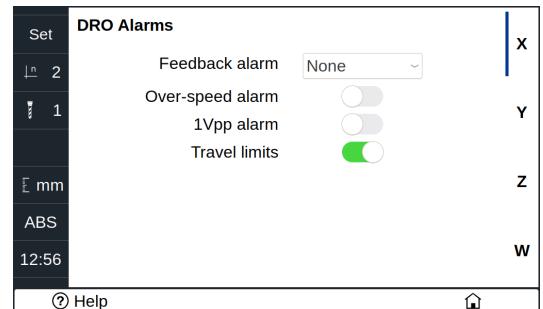 Set
DRO Alarms
X
Feedback alarm None
n 2
Over-speed alarm
1
1Vpp alarm
Y
Travel limits
mm
Z
ABS
12:56
W
? Help